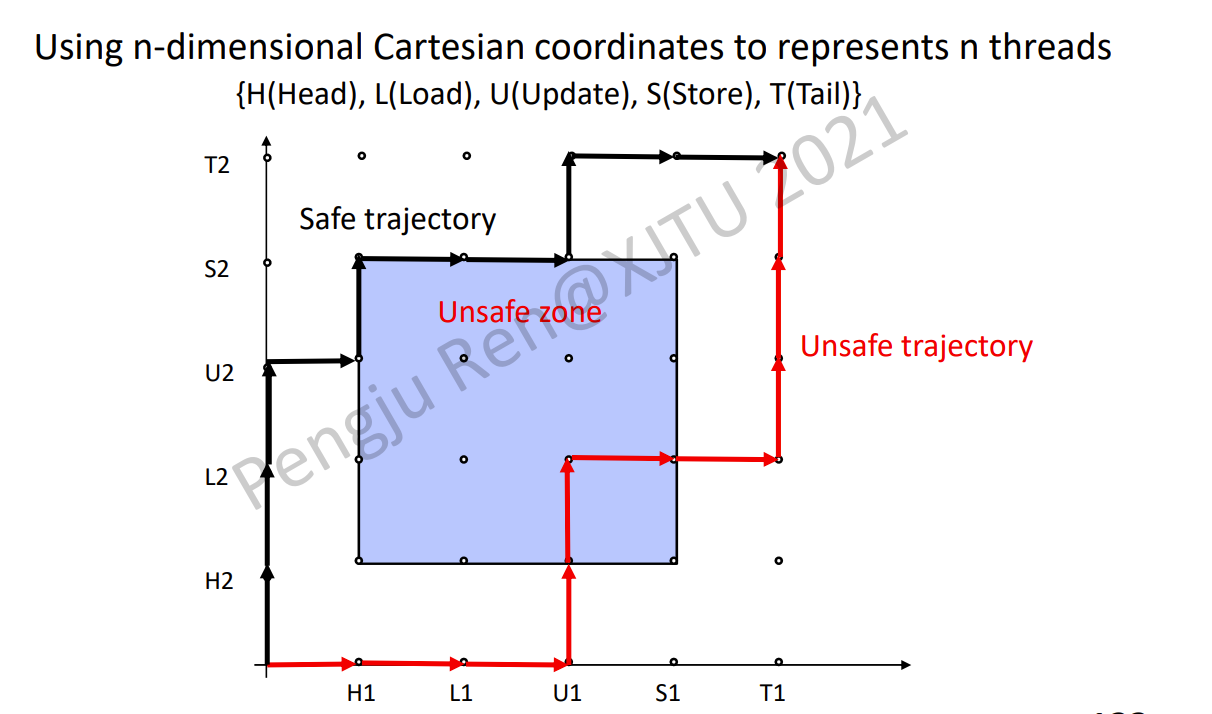 Using n-dimensional Cartesian coordinates to represents n threads
{H(Head), L(Load), U(Update), S(Store), T(Tail)}
T2
Safe trajectory
S2
Unsafe zone
Unsafe trajectory
U2
L2
H2
H1 L1 U1 S1 T1
Pengju Ren@XJTU 2021